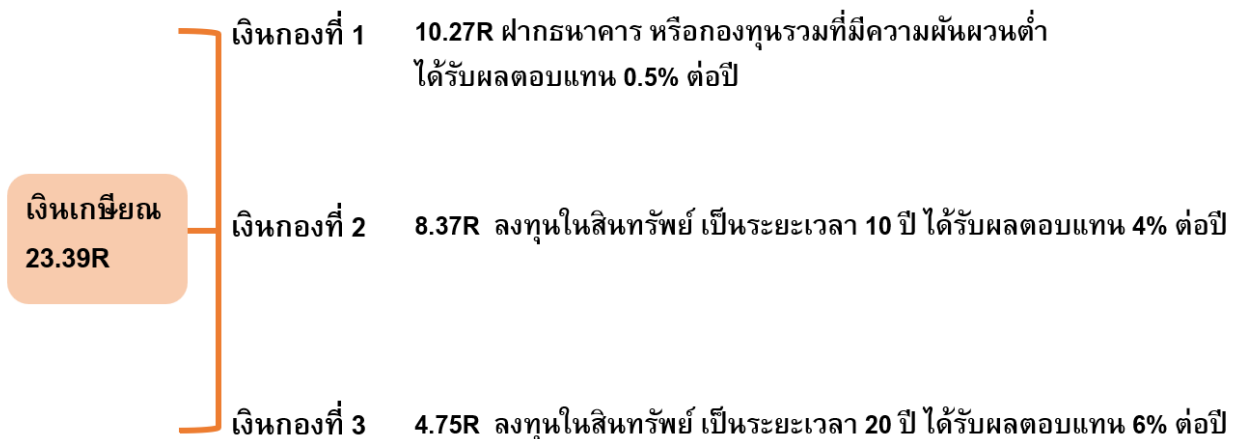 เงินกองที่ 1
10.27R ฝากธนาคาร หรือกองทุนรวมที่มีความผันผวนต่ำ
ได้รับผลตอบแทน 0.5% ต่อปี
เงินเกษียณ
23.39R
เงินกองที่ 2
8.37R ลงทุนในสินทรัพย์ เป็นระยะเวลา 10 ปี ได้รับผลตอบแทน 4% ต่อปี
เงินกองที่ 3
4.75R ลงทุนในสินทรัพย์ เป็นระยะเวลา 20 ปี ได้รับผลตอบแทน 6% ต่อปี